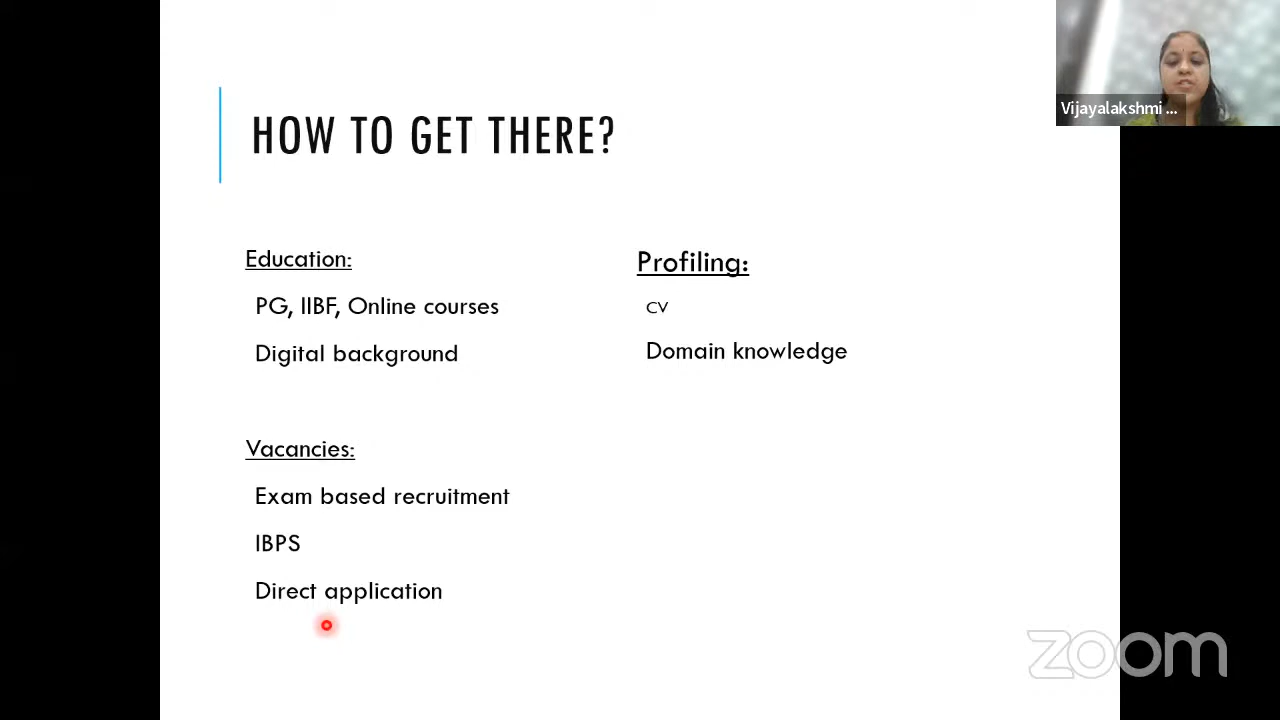 HOW TO GET THERE?
Education:
PG, IIBF, Online courses
Digital background
Vacancies:
Exam based recruitment
IBPS
Direct application
Profiling:
CV
Domain knowledge
Vijayalakshmi ...
zoom